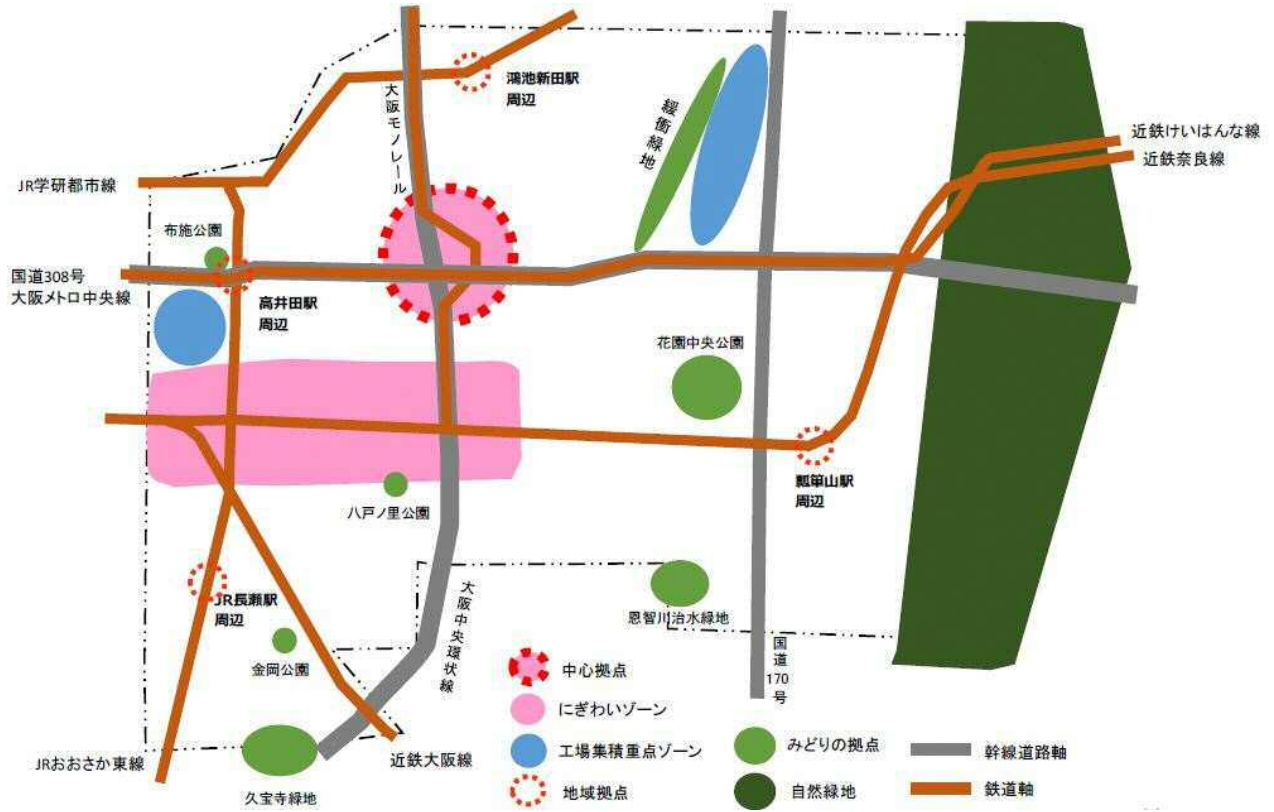 鴻池新田駅
周辺
大阪モノレール
緩衝緑地
近鉄けいはんな線
近鉄奈良線
JR学研都市線
布施公園
国道308号
大阪メトロ中央線
高井田駅
周辺
花園中央公園
瓢箪山駅
周辺
八戸ノ里公園
JR長瀬駅
周辺
大阪中央環状線
恩智川治水緑地
金岡公園
国道170号
JRおおさか東線
近鉄大阪線
久宝寺緑地
中心拠点
にぎわいゾーン
工場集積重点ゾーン
地域拠点
みどりの拠点
自然緑地
幹線道路軸
鉄道軸